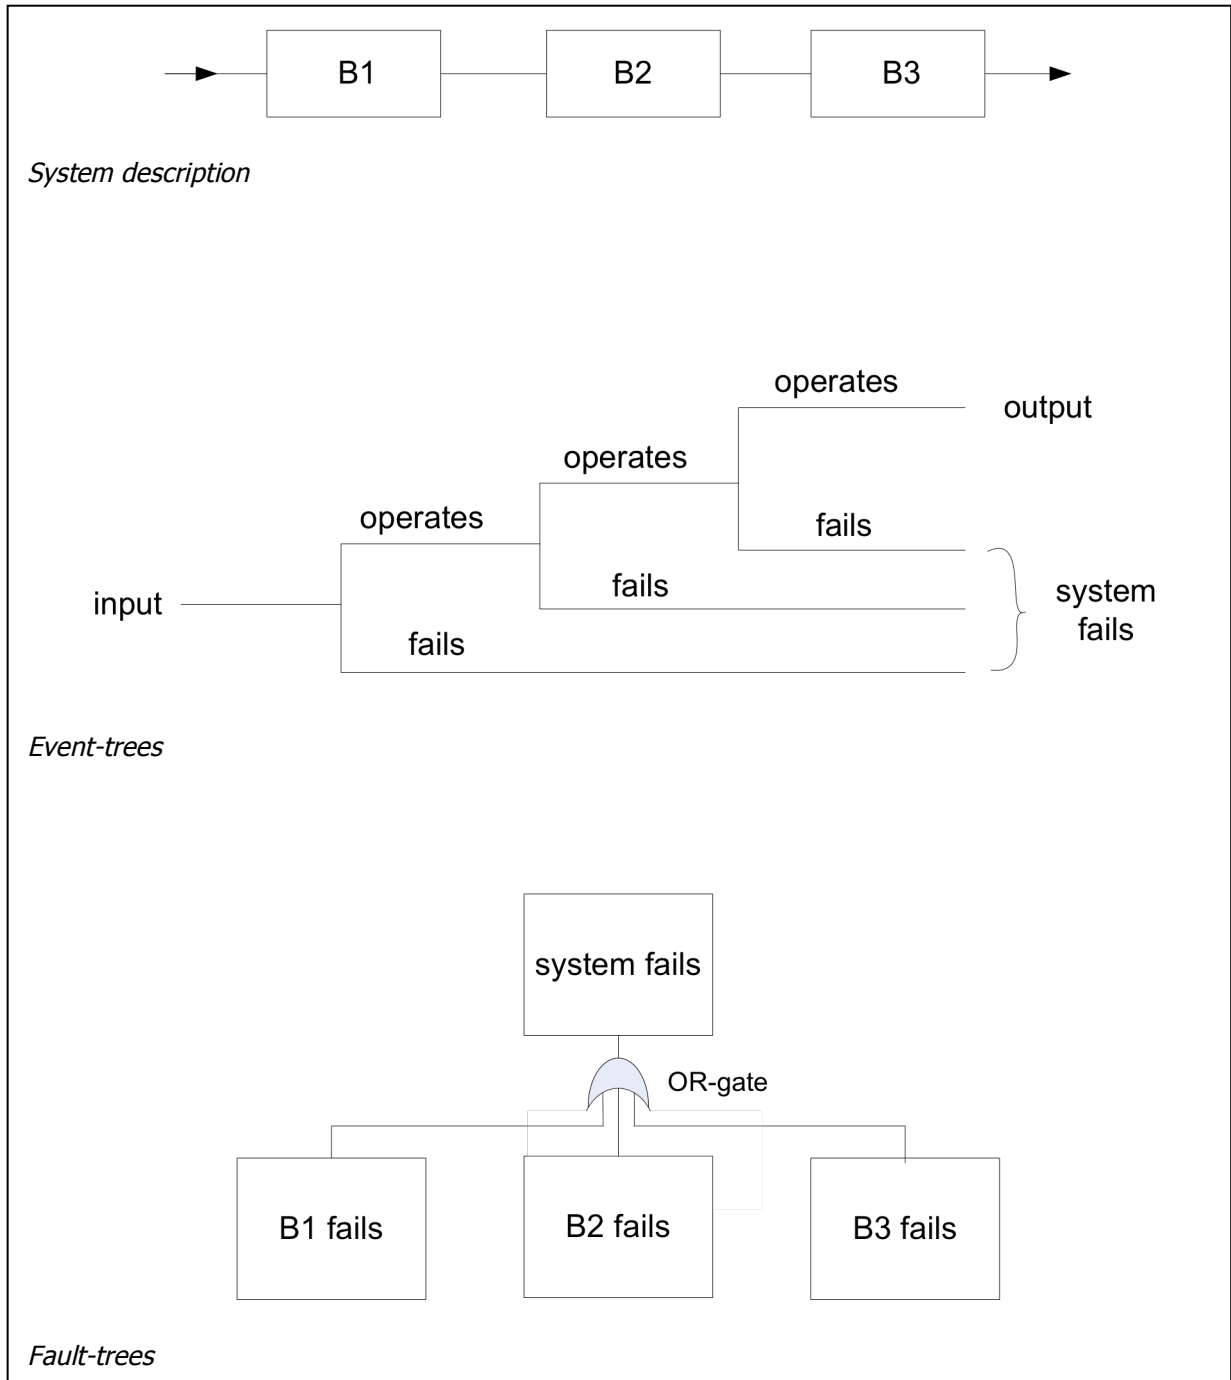 B1 B2 B3
System description
operates
output
operates
operates
fails
fails
input
system
fails
fails
Event-trees
system fails
OR-gate
B1 fails B2 fails B3 fails
Fault-trees